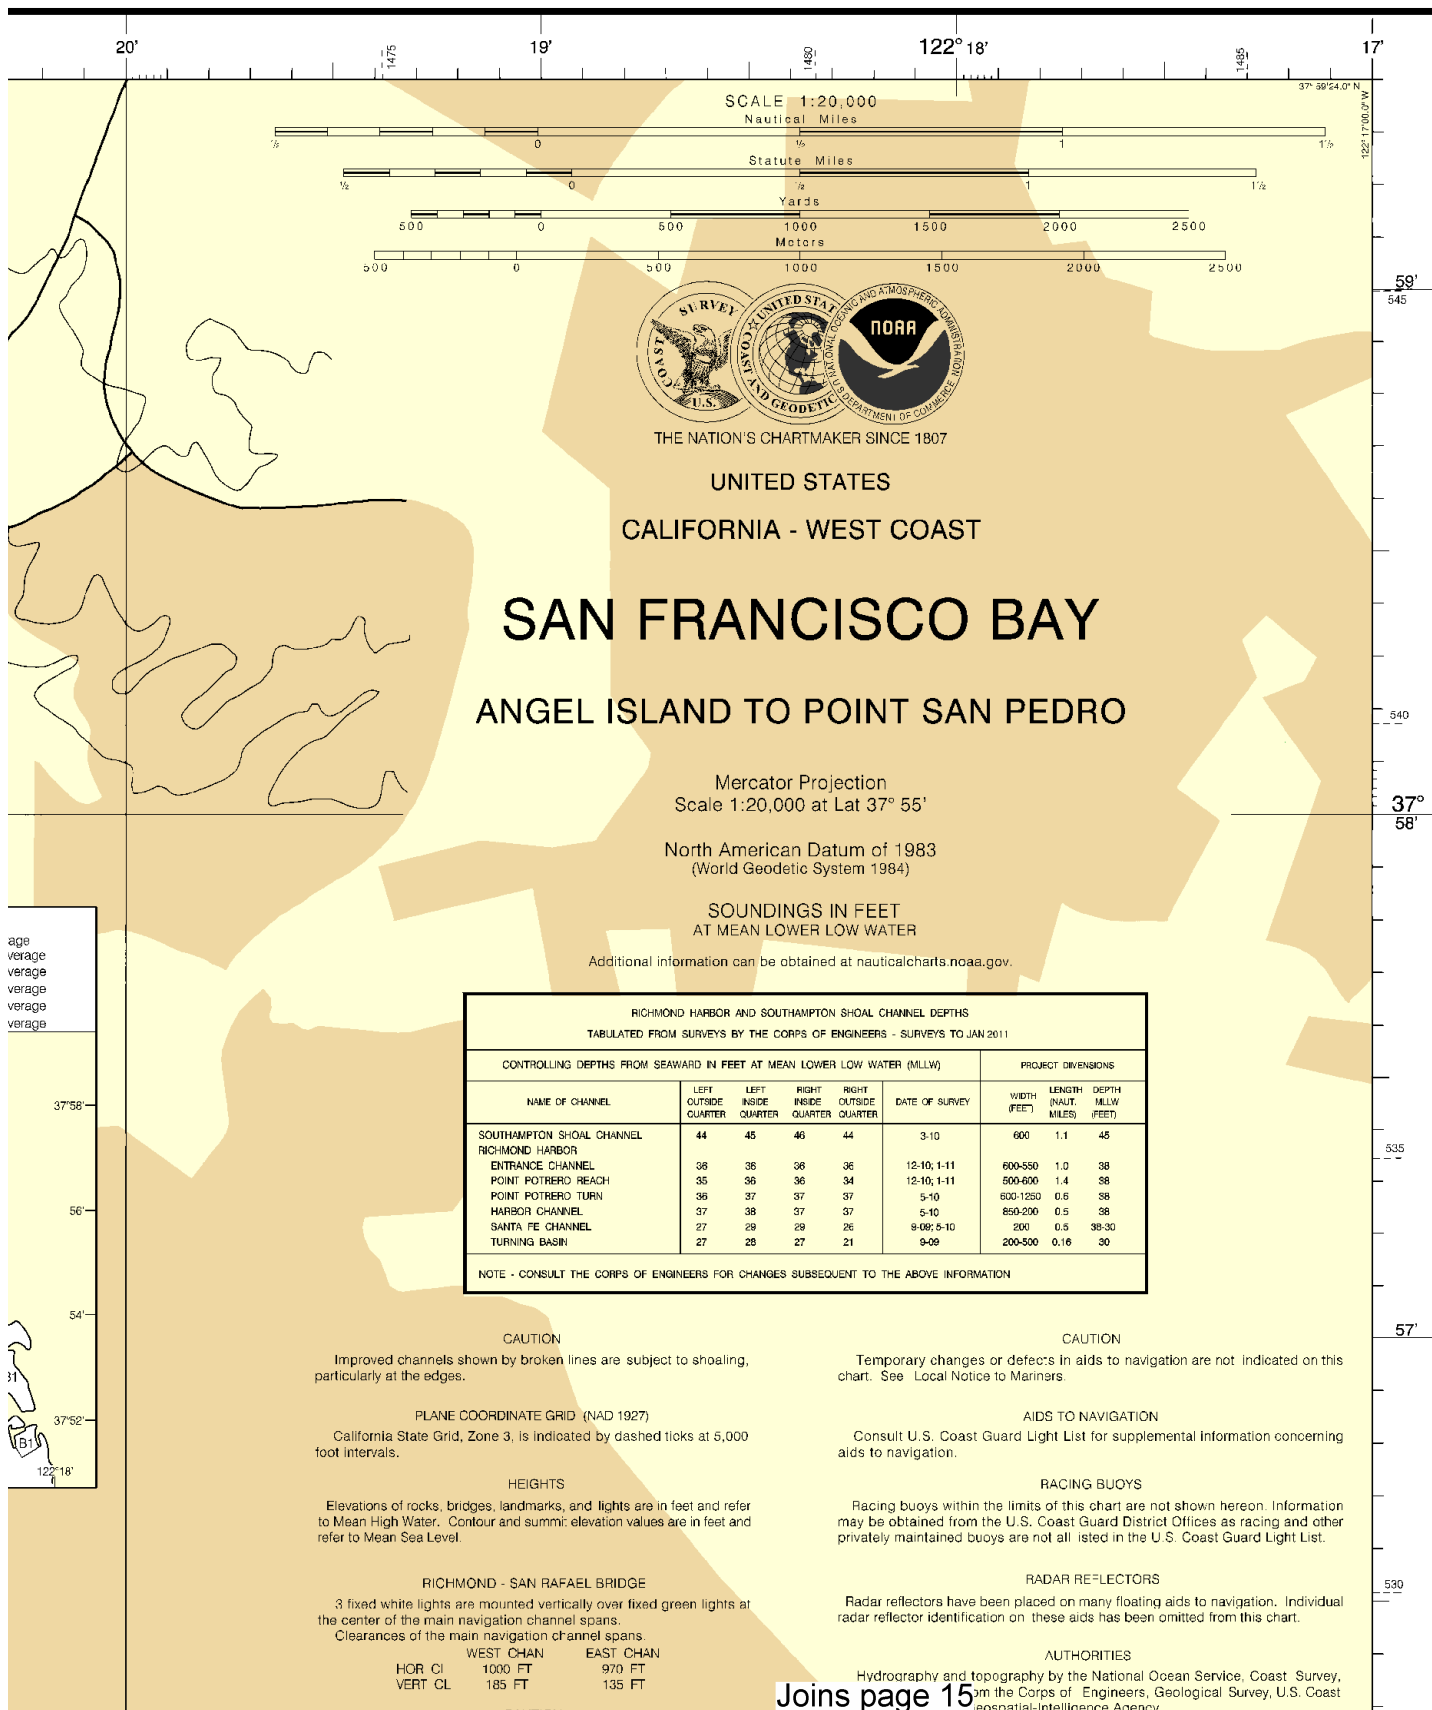 20'
19'
122° 18'
17'
1475
1480
1485
37° 59'24.0" N
122° 17'00.0" W
SCALE 1:20,000
Nautical Miles
½ 0 ½ 1 1½
Statute Miles
½ 0 ½ 1 1½
Yards
500 0 500 1000 1500 2000 2500
Meters
500 0 500 1000 1500 2000 2500
59'
545
COAST SURVEY U.S.
UNITED STAT
COAST AND GEODETIC
NATIONAL OCEANIC AND ATMOSPHERIC ADMINISTRATION
U.S. DEPARTMENT OF COMMERCE
NOAA
THE NATION'S CHARTMAKER SINCE 1807
UNITED STATES
CALIFORNIA - WEST COAST
SAN FRANCISCO BAY
ANGEL ISLAND TO POINT SAN PEDRO
540
Mercator Projection
Scale 1:20,000 at Lat 37° 55'
37°
58'
North American Datum of 1983
(World Geodetic System 1984)
SOUNDINGS IN FEET
AT MEAN LOWER LOW WATER
Additional information can be obtained at nauticalcharts.noaa.gov.
age
verage
verage
verage
verage
verage
37°58'
56'
54'
37°52'
B1
122°18'
RICHMOND HARBOR AND SOUTHAMPTON SHOAL CHANNEL DEPTHS
TABULATED FROM SURVEYS BY THE CORPS OF ENGINEERS - SURVEYS TO JAN 2011
CONTROLLING DEPTHS FROM SEAWARD IN FEET AT MEAN LOWER LOW WATER (MLLW) PROJECT DIMENSIONS
NAME OF CHANNEL LEFT OUTSIDE QUARTER LEFT INSIDE QUARTER RIGHT INSIDE QUARTER RIGHT OUTSIDE QUARTER DATE OF SURVEY WIDTH (FEET) LENGTH (NAUT. MILES) DEPTH MLLW (FEET)
SOUTHAMPTON SHOAL CHANNEL 44 45 46 44 3-10 600 1.1 45
RICHMOND HARBOR
ENTRANCE CHANNEL 36 36 36 36 12-10; 1-11 600-550 1.0 38
POINT POTRERO REACH 35 36 36 34 12-10; 1-11 500-600 1.4 38
POINT POTRERO TURN 36 37 37 37 5-10 600-1250 0.6 38
HARBOR CHANNEL 37 38 37 37 5-10 850-200 0.5 38
SANTA FE CHANNEL 27 29 29 26 9-09; 5-10 200 0.5 38-30
TURNING BASIN 27 28 27 21 9-09 200-500 0.16 30
NOTE - CONSULT THE CORPS OF ENGINEERS FOR CHANGES SUBSEQUENT TO THE ABOVE INFORMATION
535
57'
530
CAUTION
Improved channels shown by broken lines are subject to shoaling,
particularly at the edges.
PLANE COORDINATE GRID (NAD 1927)
California State Grid, Zone 3, is indicated by dashed ticks at 5,000
foot intervals.
HEIGHTS
Elevations of rocks, bridges, landmarks, and lights are in feet and refer
to Mean High Water. Contour and summit elevation values are in feet and
refer to Mean Sea Level.
RICHMOND - SAN RAFAEL BRIDGE
3 fixed white lights are mounted vertically over fixed green lights at
the center of the main navigation channel spans.
Clearances of the main navigation channel spans.
WEST CHAN EAST CHAN
HOR CL 1000 FT 970 FT
VERT CL 185 FT 135 FT
CAUTION
Temporary changes or defects in aids to navigation are not indicated on this
chart. See Local Notice to Mariners.
AIDS TO NAVIGATION
Consult U.S. Coast Guard Light List for supplemental information concerning
aids to navigation.
RACING BUOYS
Racing buoys within the limits of this chart are not shown hereon. Information
may be obtained from the U.S. Coast Guard District Offices as racing and other
privately maintained buoys are not all listed in the U.S. Coast Guard Light List.
RADAR REFLECTORS
Radar reflectors have been placed on many floating aids to navigation. Individual
radar reflector identification on these aids has been omitted from this chart.
AUTHORITIES
Hydrography and topography by the National Ocean Service, Coast Survey,
om the Corps of Engineers, Geological Survey, U.S. Coast
eospatial-Intelligence Agency
Joins page 15